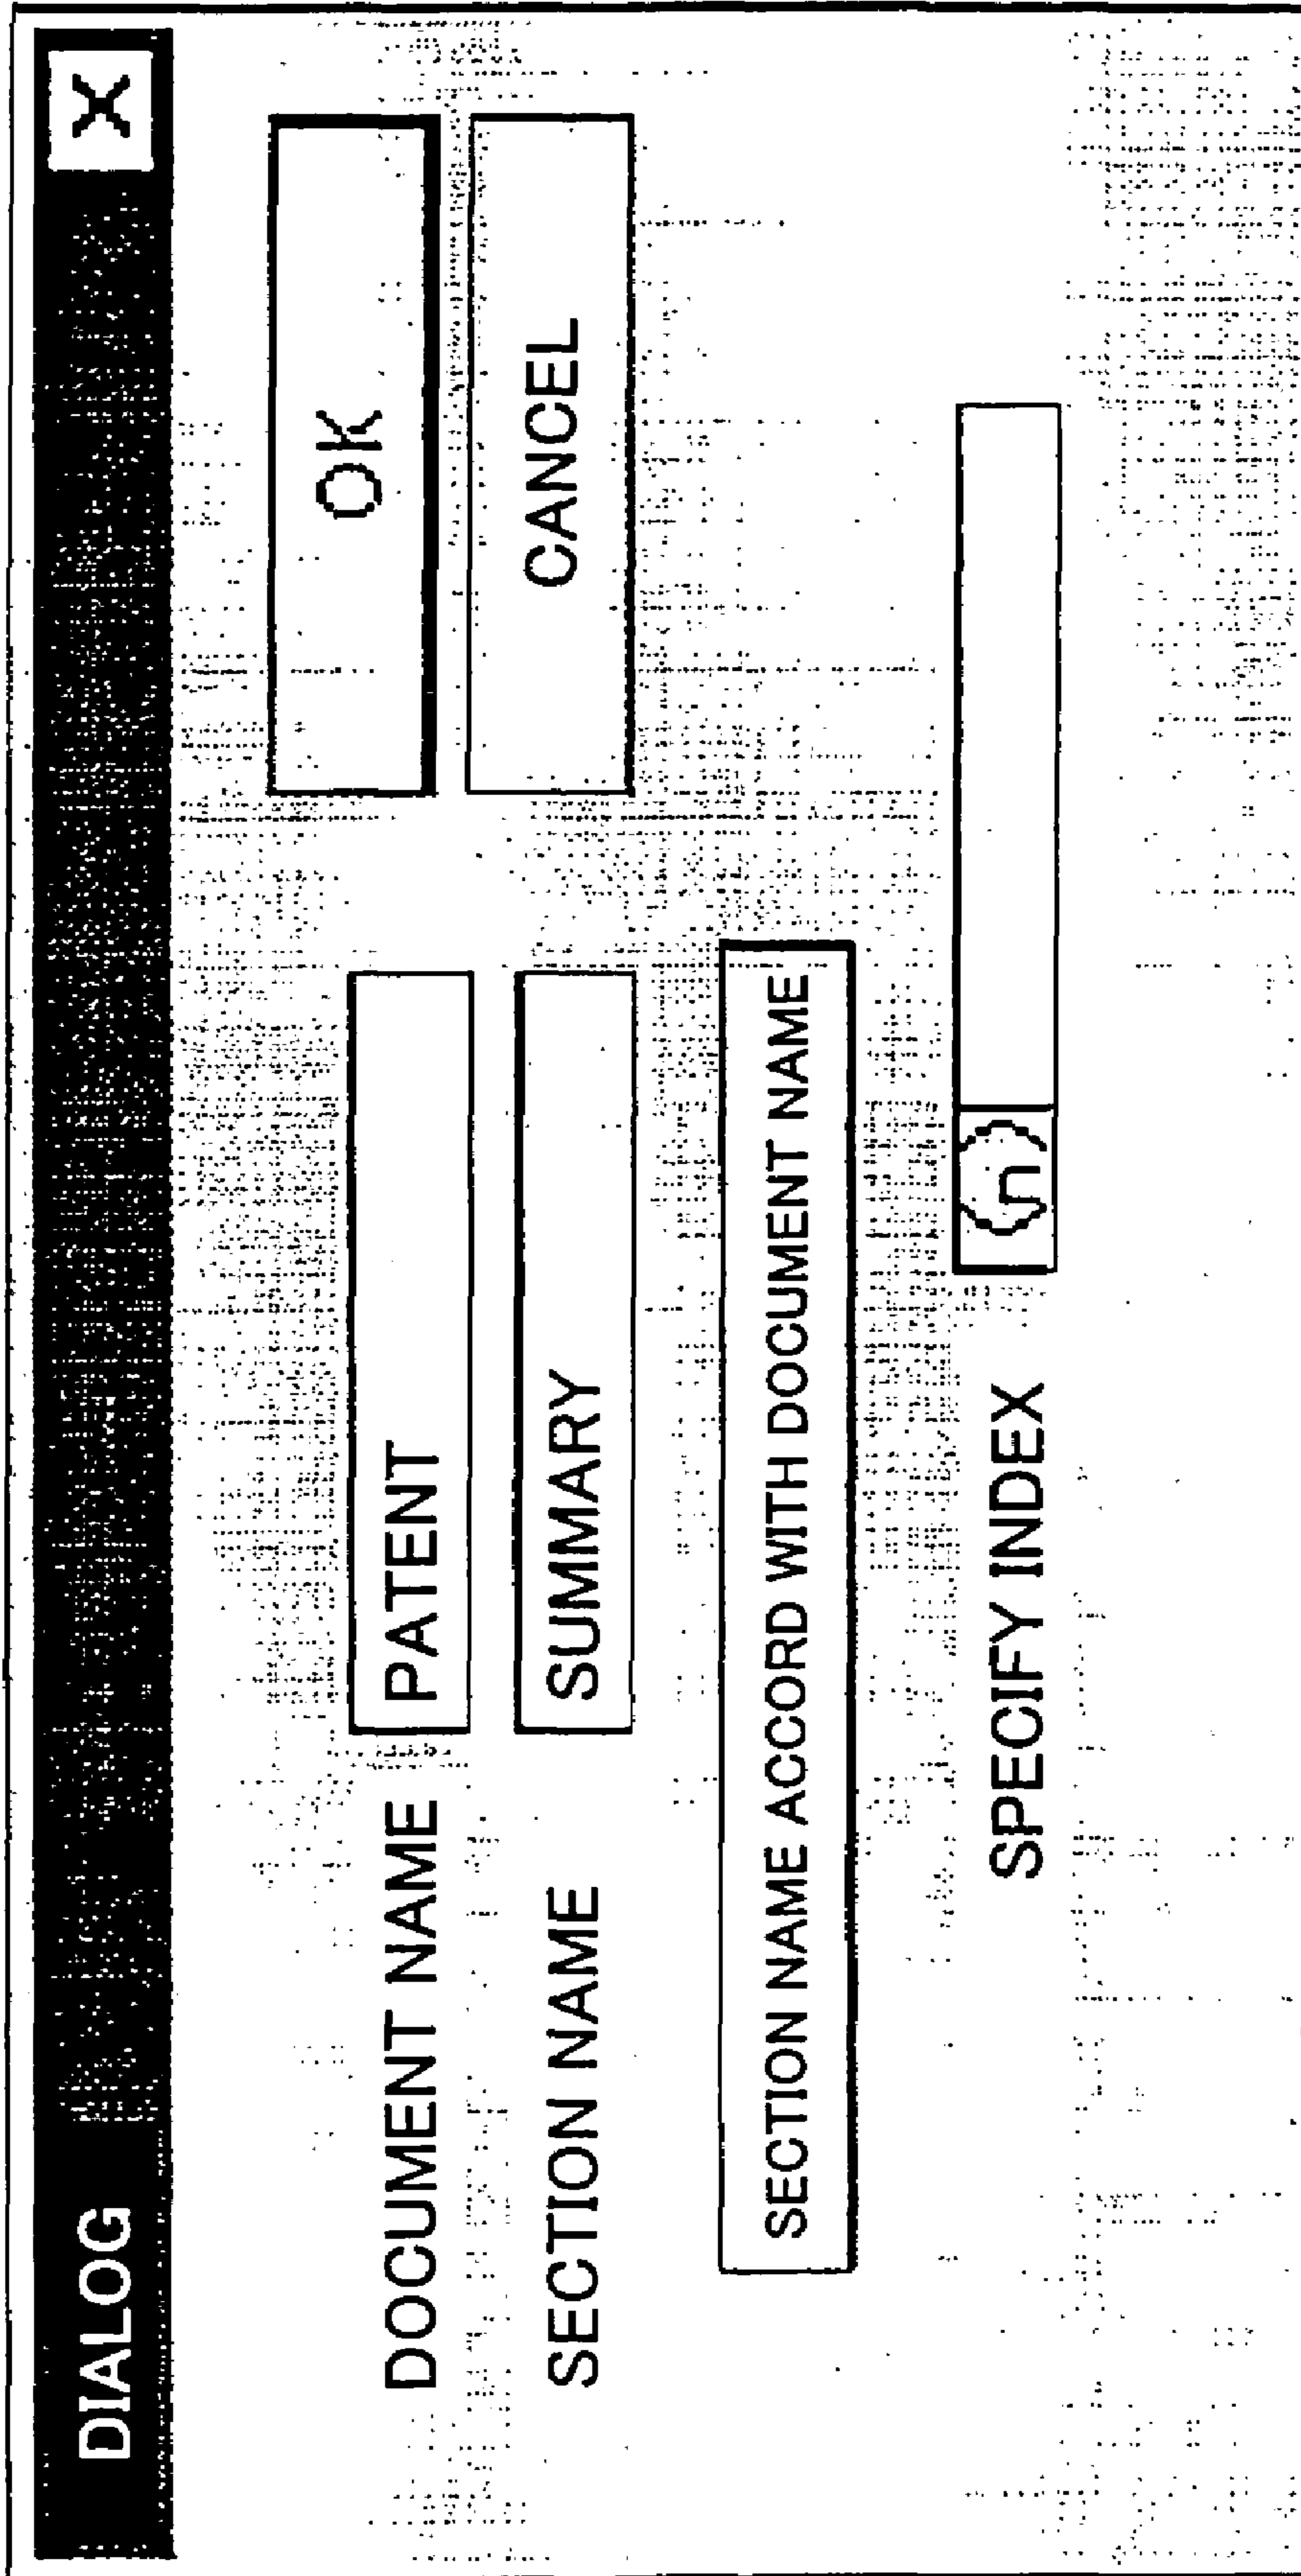 DIALOG X
OK
DOCUMENT NAME PATENT
CANCEL
SECTION NAME SUMMARY
SECTION NAME ACCORD WITH DOCUMENT NAME
SPECIFY INDEX (n)